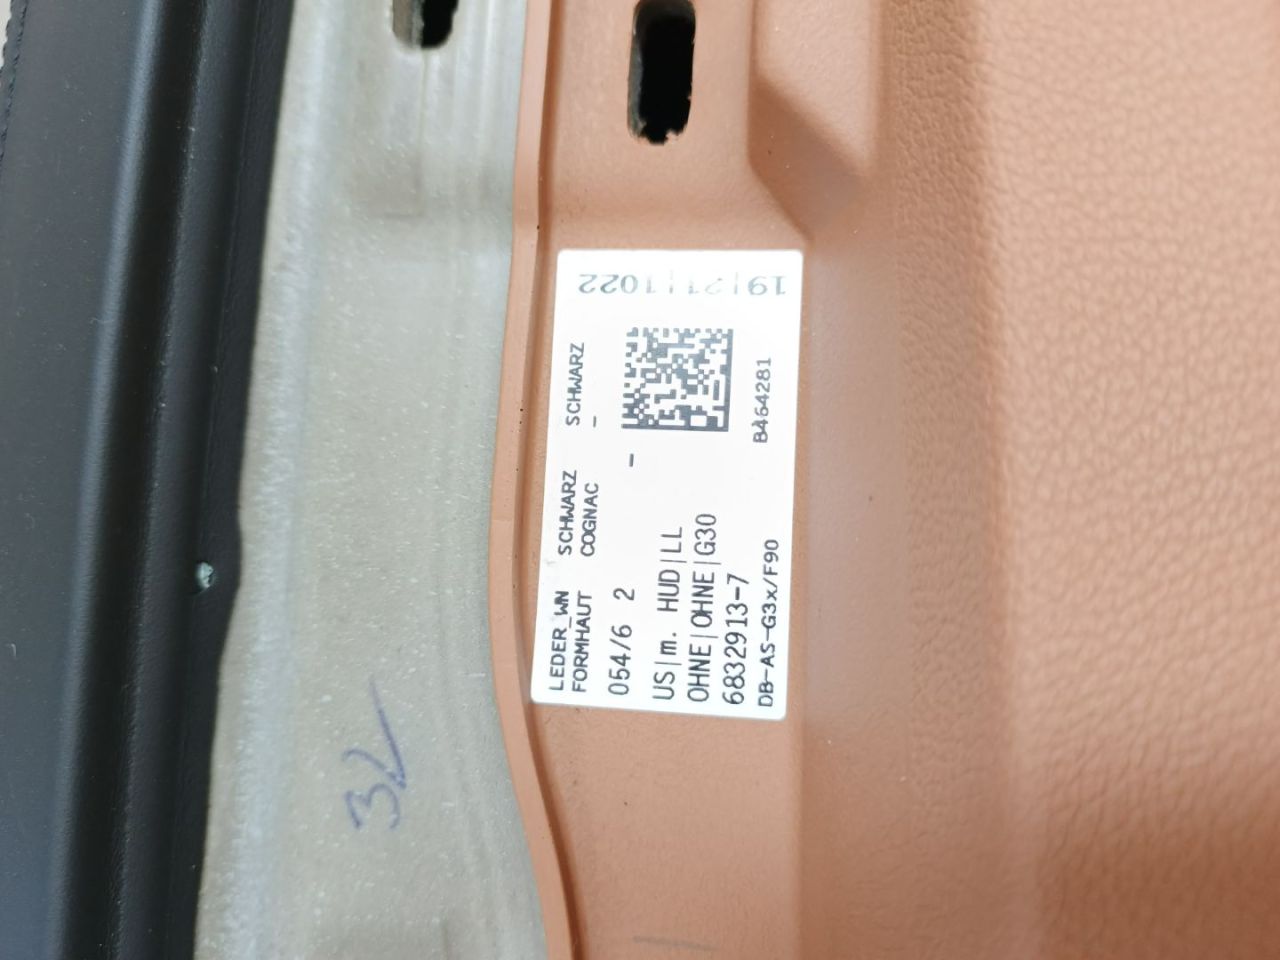 LEDER_WN SCHWARZ SCHWARZ
FORMHAUT COGNAC -
054/6 2 -
US|m. HUD|LL
OHNE|OHNE|G30
6832913-7
DB-AS-G3x/F90 B464281
19|21|1022
3L